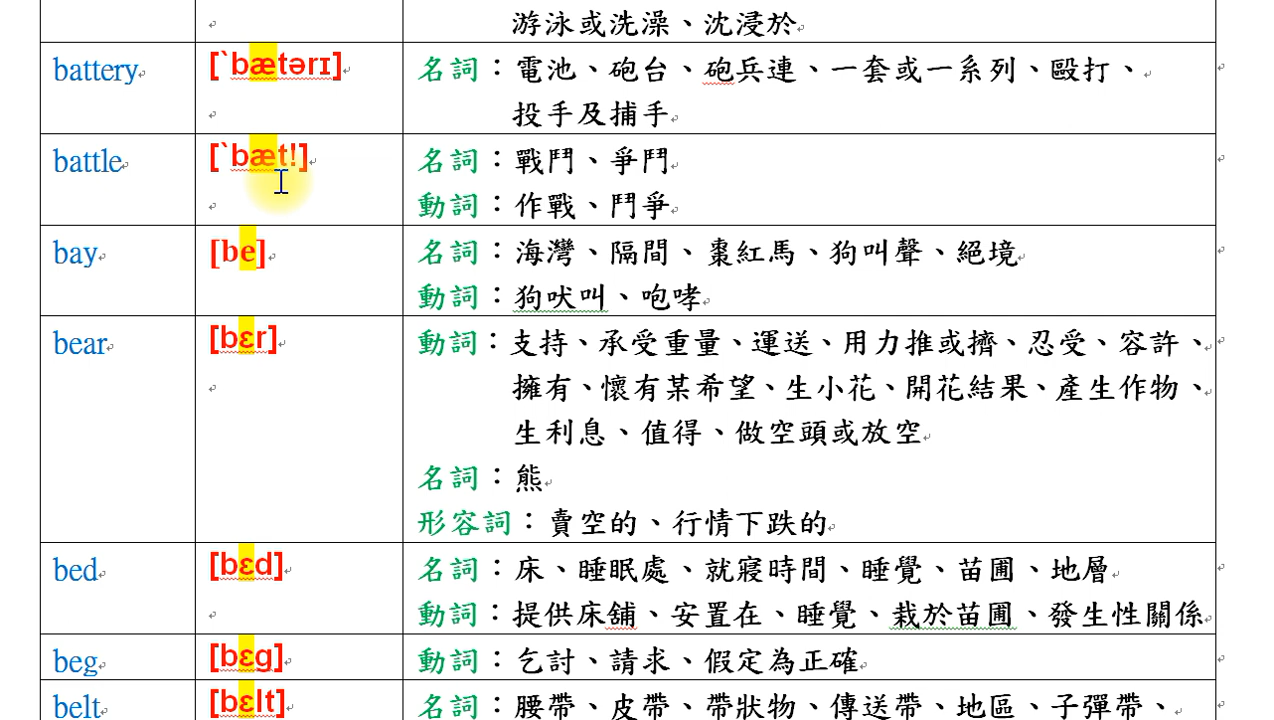 游泳或洗澡、沈浸於
battery [ˋbætərɪ] 名詞：電池、砲台、砲兵連、一套或一系列、毆打、
投手及捕手
battle [ˋbæt!] 名詞：戰鬥、爭鬥
動詞：作戰、鬥爭
bay [be] 名詞：海灣、隔間、棗紅馬、狗叫聲、絕境
動詞：狗吠叫、咆哮
bear [bɛr] 動詞：支持、承受重量、運送、用力推或擠、忍受、容許、
擁有、懷有某希望、生小花、開花結果、產生作物、
生利息、值得、做空頭或放空
名詞：熊
形容詞：賣空的、行情下跌的
bed [bɛd] 名詞：床、睡眠處、就寢時間、睡覺、苗圃、地層
動詞：提供床舖、安置在、睡覺、栽於苗圃、發生性關係
beg [bɛg] 動詞：乞討、請求、假定為正確
belt [bɛlt] 名詞：腰帶、皮帶、帶狀物、傳送帶、地區、子彈帶、